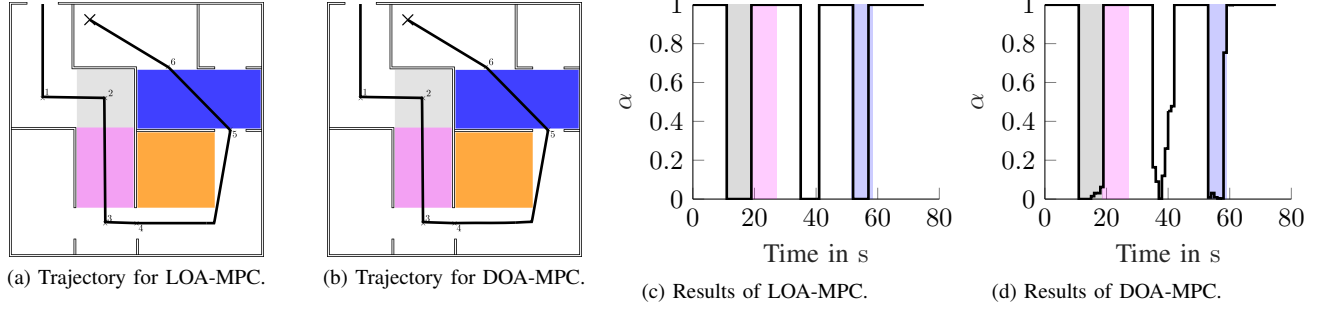 1
2
3
4
5
6
(a) Trajectory for LOA-MPC.
1
2
3
4
5
6
(b) Trajectory for DOA-MPC.
1
0.8
0.6
0.4
0.2
0
α
0 20 40 60 80
Time in s
(c) Results of LOA-MPC.
1
0.8
0.6
0.4
0.2
0
α
0 20 40 60 80
Time in s
(d) Results of DOA-MPC.